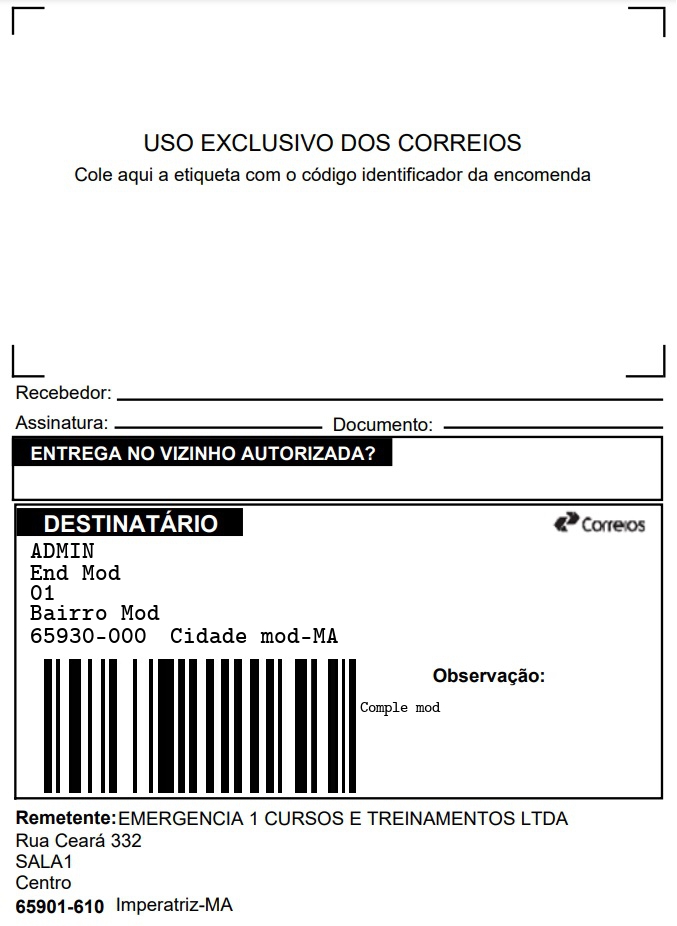 USO EXCLUSIVO DOS CORREIOS
Cole aqui a etiqueta com o código identificador da encomenda
Recebedor:
Assinatura: Documento:
ENTREGA NO VIZINHO AUTORIZADA?
DESTINATÁRIO
Correios
ADMIN
End Mod
01
Bairro Mod
65930-000 Cidade mod-MA
Observação:
Comple mod
Remetente:EMERGENCIA 1 CURSOS E TREINAMENTOS LTDA
Rua Ceará 332
SALA1
Centro
65901-610 Imperatriz-MA